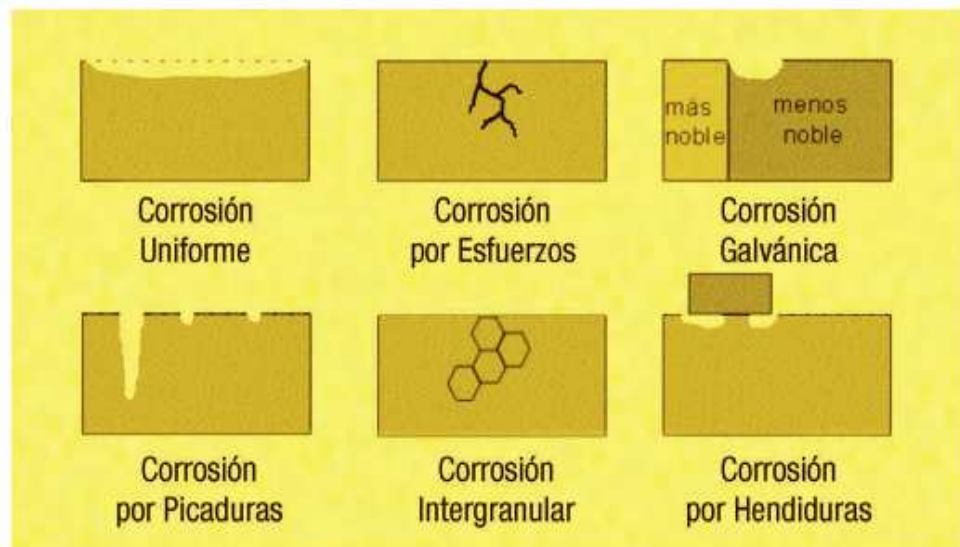 más
noble
menos
noble
Corrosión
Uniforme
Corrosión
por Esfuerzos
Corrosión
Galvánica
Corrosión
por Picaduras
Corrosión
Intergranular
Corrosión
por Hendiduras